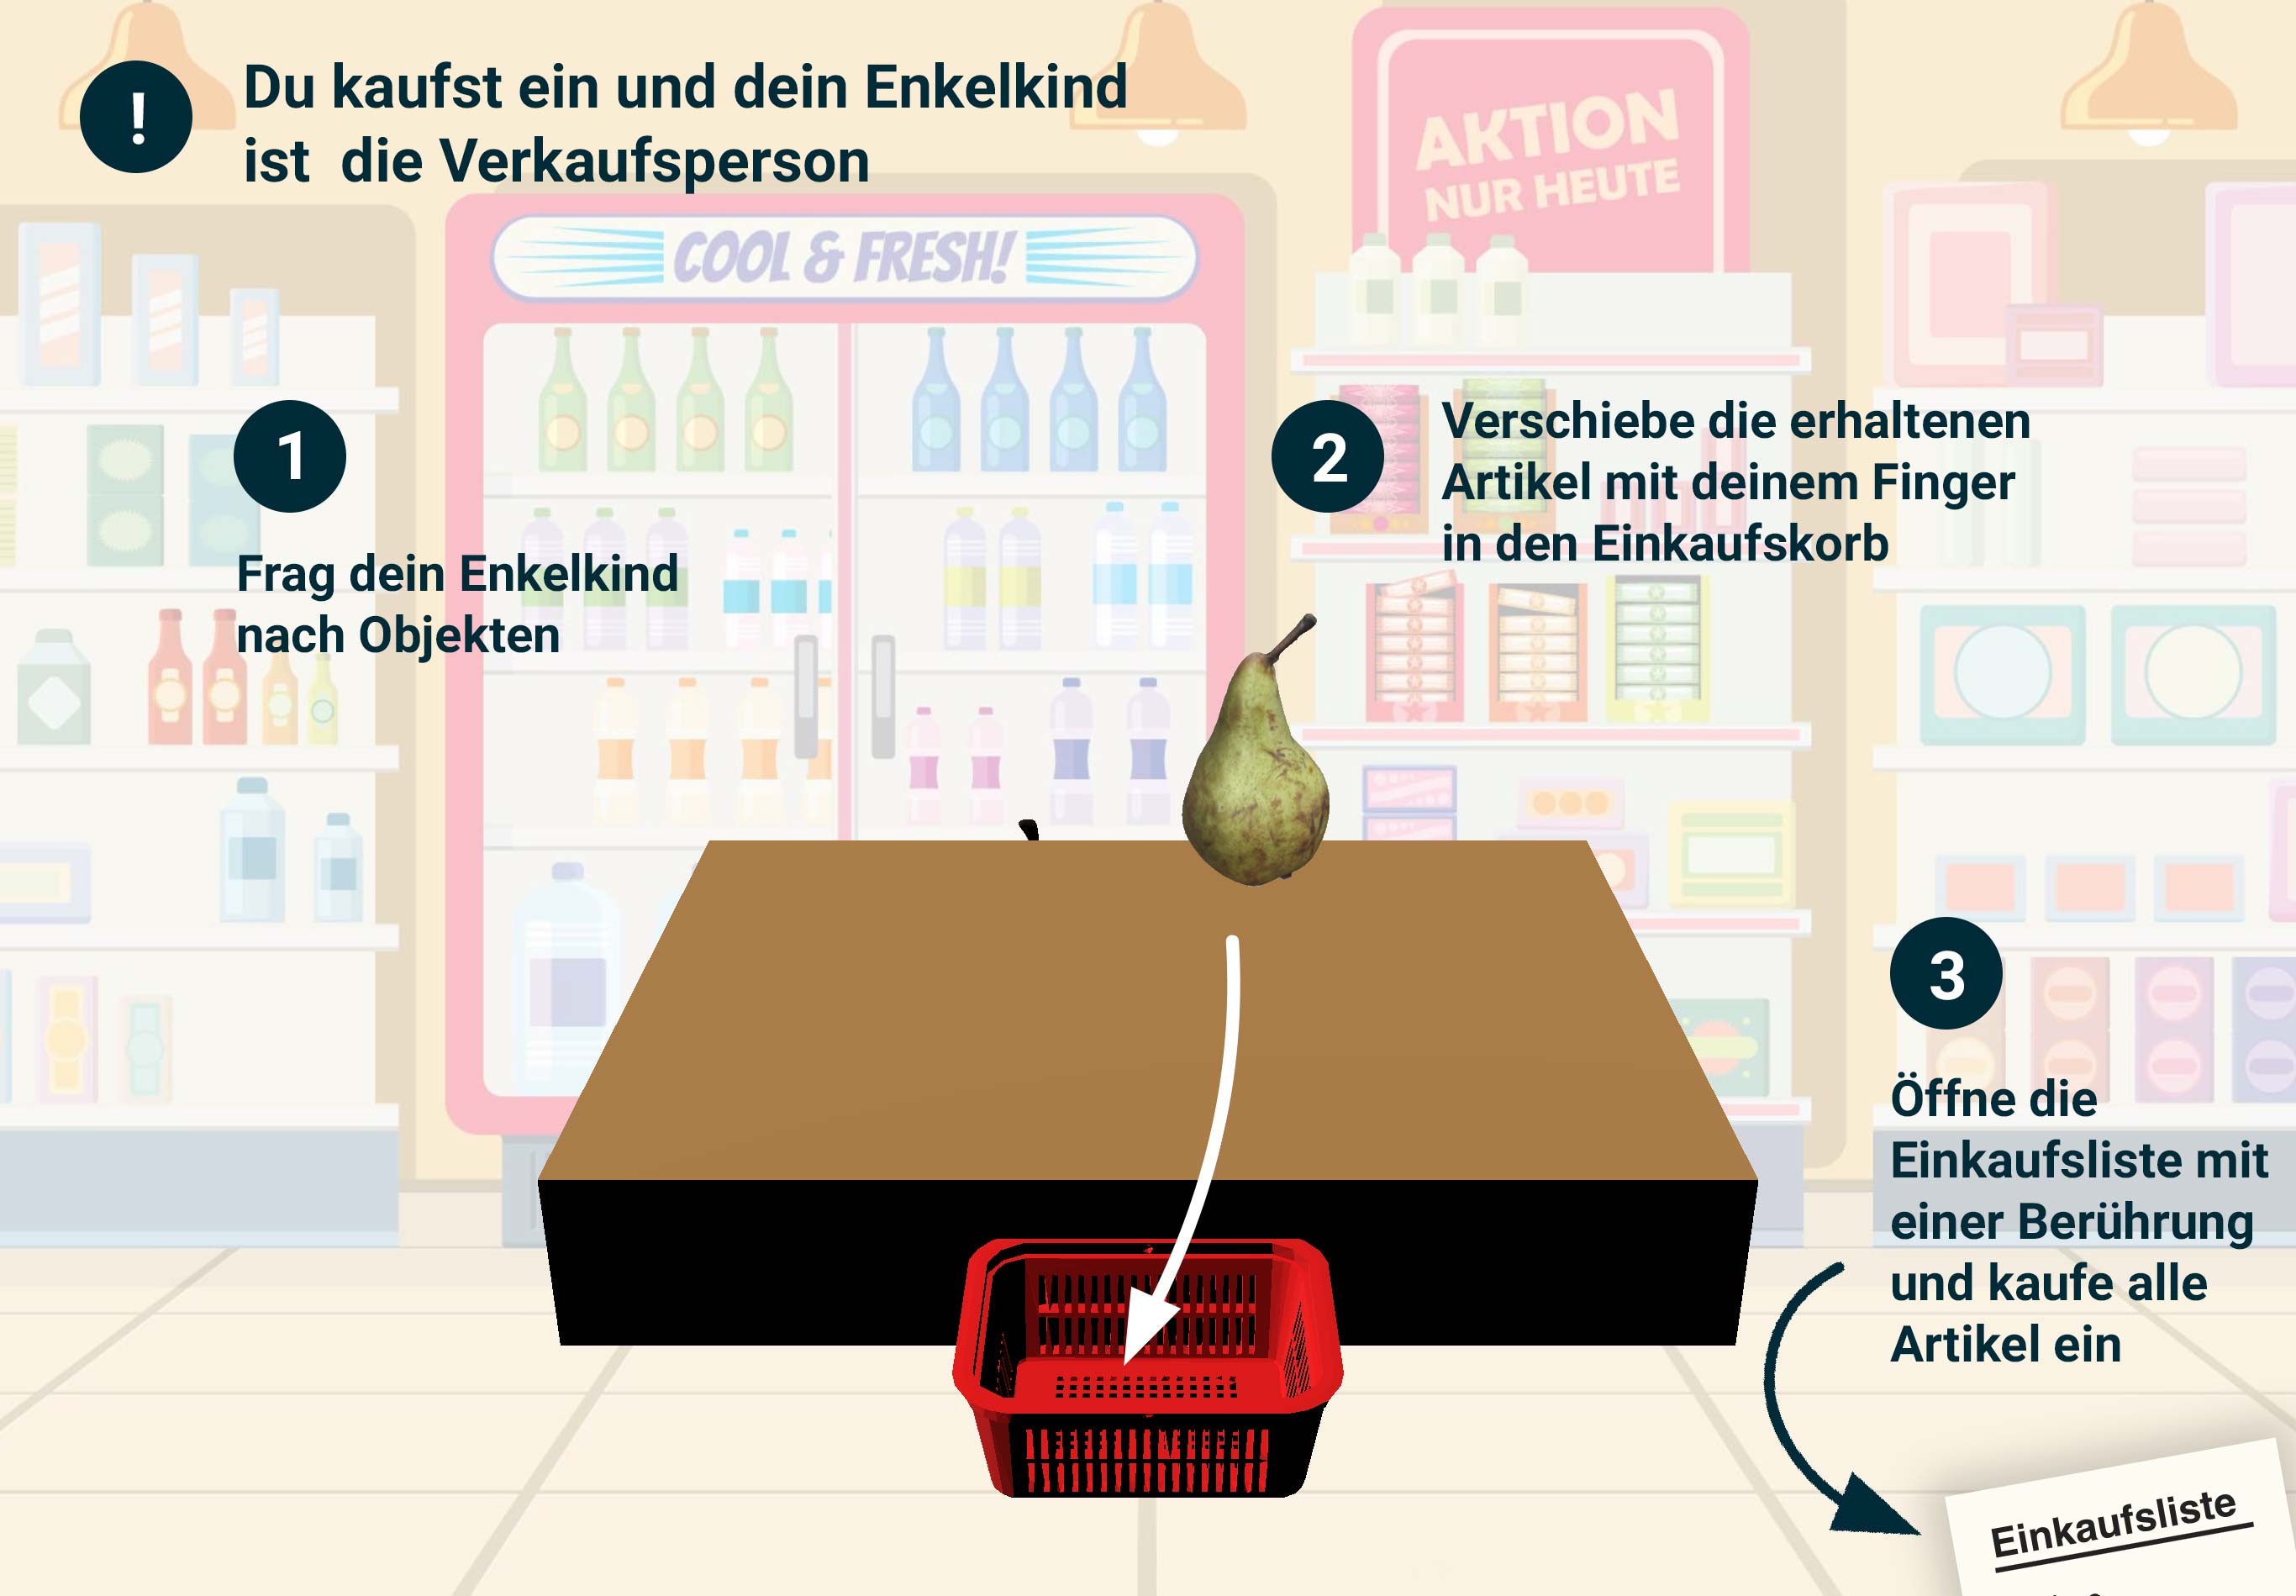 !
Du kaufst ein und dein Enkelkind
ist die Verkaufsperson
AKTION
NUR HEUTE
COOL & FRESH!
1
Frag dein Enkelkind
nach Objekten
2
Verschiebe die erhaltenen
Artikel mit deinem Finger
in den Einkaufskorb
3
Öffne die
Einkaufsliste mit
einer Berührung
und kaufe alle
Artikel ein
Einkaufsliste